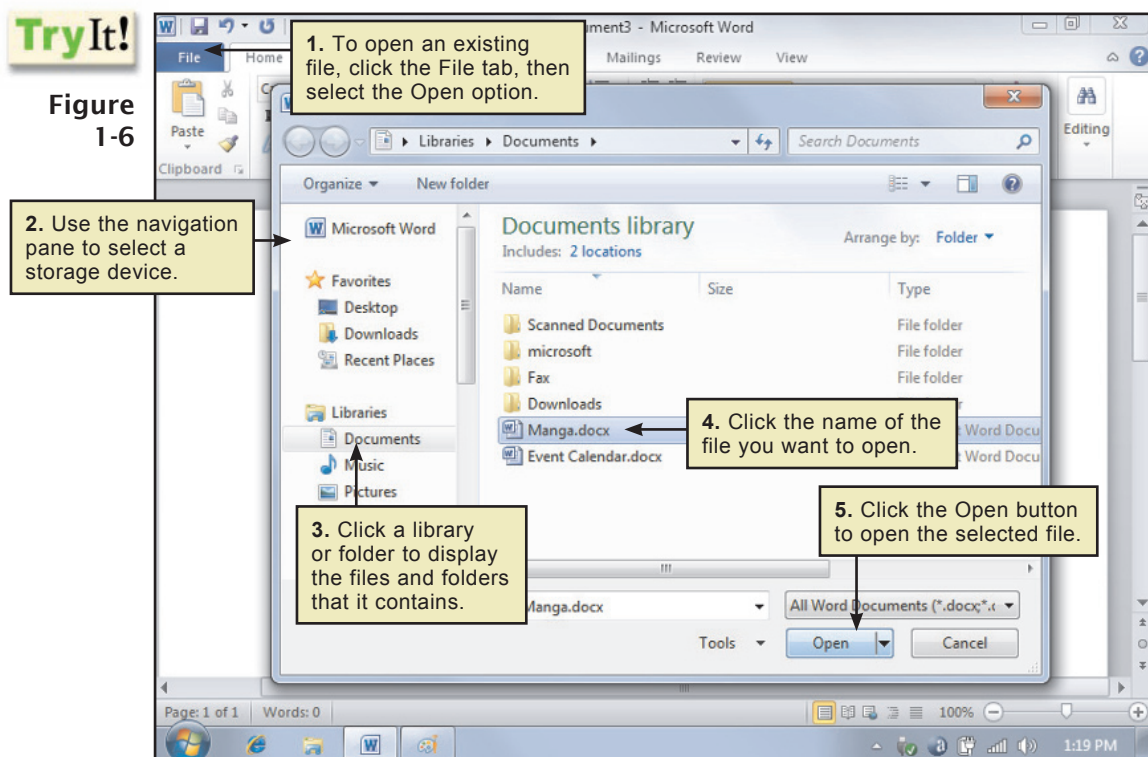 Try It!
Figure
1-6
ument3 - Microsoft Word
File
Home
Mailings
Review
View
1. To open an existing
file, click the File tab, then
select the Open option.
Paste
Clipboard
Editing
Libraries
Documents
Search Documents
Organize
New folder
2. Use the navigation
pane to select a
storage device.
Microsoft Word
Favorites
Desktop
Downloads
Recent Places
Libraries
Documents
Music
Pictures
Documents library
Includes: 2 locations
Arrange by: Folder
Name
Size
Type
Scanned Documents
File folder
microsoft
File folder
Fax
File folder
Downloads
Manga.docx
t Word Docu
Event Calendar.docx
Word Docu
4. Click the name of the
file you want to open.
3. Click a library
or folder to display
the files and folders
that it contains.
5. Click the Open button
to open the selected file.
Manga.docx
All Word Documents (*.docx;*.c
Tools
Open
Cancel
Page: 1 of 1
Words: 0
100%
1:19 PM